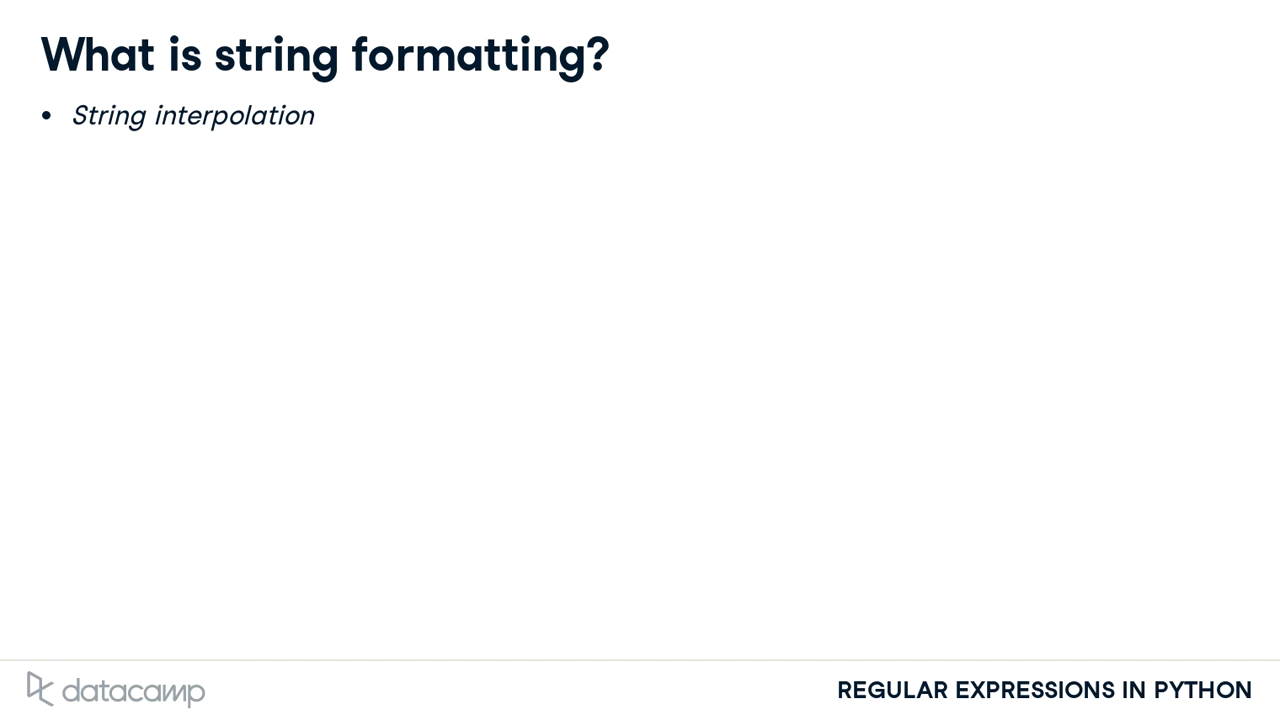 What is string formatting?
• String interpolation
datacamp
REGULAR EXPRESSIONS IN PYTHON